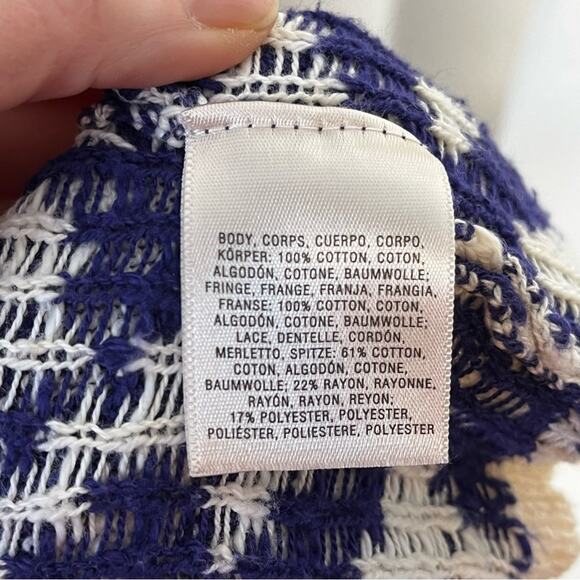 BODY, CORPS, CUERPO, CORPO,
KÖRPER: 100% COTTON, COTON,
ALGODÓN, COTONE, BAUMWOLLE;
FRINGE, FRANGE, FRANJA, FRANGIA,
FRANSE: 100% COTTON, COTON,
ALGODÓN, COTONE, BAUMWOLLE;
LACE, DENTELLE, CORDÓN,
MERLETTO, SPITZE: 61% COTTON,
COTON, ALGODÓN, COTONE,
BAUMWOLLE; 22% RAYON, RAYONNE,
RAYÓN, RAYON, REYON;
17% POLYESTER, POLYESTER,
POLIÉSTER, POLIESTERE, POLYESTER